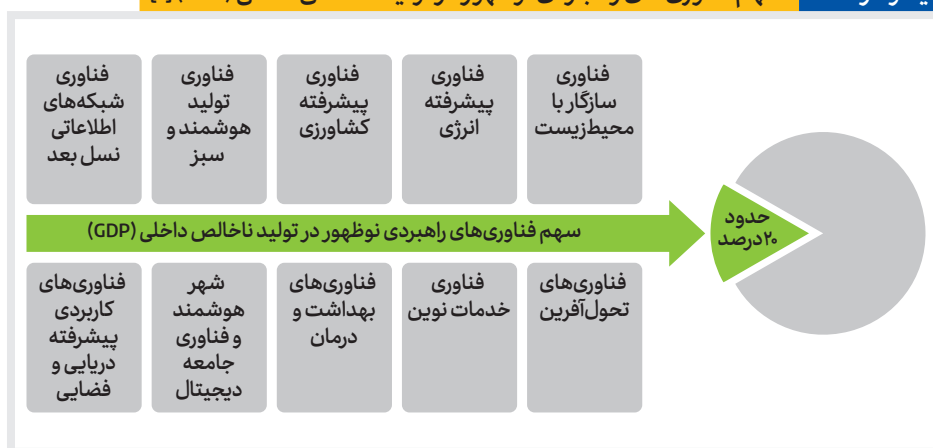 فناوری
سازگار با
محیط‌زیست
فناوری
پیشرفته
انرژی
فناوری
پیشرفته
کشاورزی
فناوری
تولید
هوشمند و
سبز
فناوری
شبکه‌های
اطلاعاتی
نسل بعد
حدود
۲۰درصد
سهم فناوری‌های راهبردی نوظهور در تولید ناخالص داخلی (GDP)
فناوری‌های
تحول‌آفرین
فناوری
خدمات نوین
فناوری‌های
بهداشت و
درمان
شهر
هوشمند
و فناوری
جامعه
دیجیتال
فناوری‌های
کاربردی
پیشرفته
دریایی و
فضایی